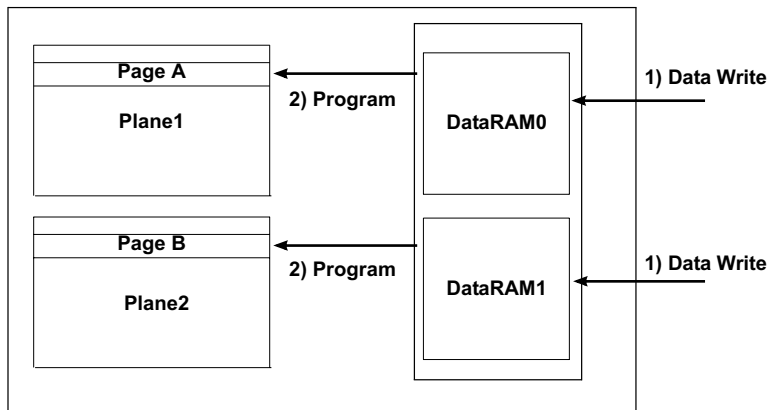 Page A
Plane1
2) Program
DataRAM0
1) Data Write
Page B
Plane2
2) Program
DataRAM1
1) Data Write